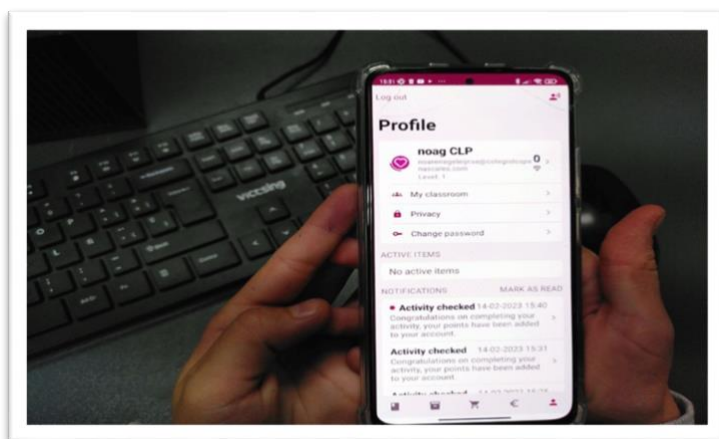 15:51
Log out
Profile
noag CLP
0
Level: 1
My classroom
Privacy
Change password
ACTIVE ITEMS
No active items
NOTIFICATIONS MARK AS READ
Activity checked 14-02-2023 15:40
Congratulations on completing your
activity, your points have been added
to your account.
Activity checked 14-02-2023 15:37
Congratulations on completing your
activity, your points have been added
to your account.
Activity checked
€
VicTsing